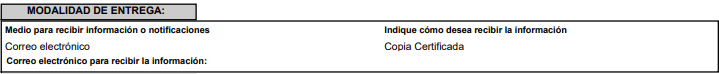 MODALIDAD DE ENTREGA:
Medio para recibir información o notificaciones
Indique cómo desea recibir la información
Correo electrónico
Copia Certificada
Correo electrónico para recibir la información: